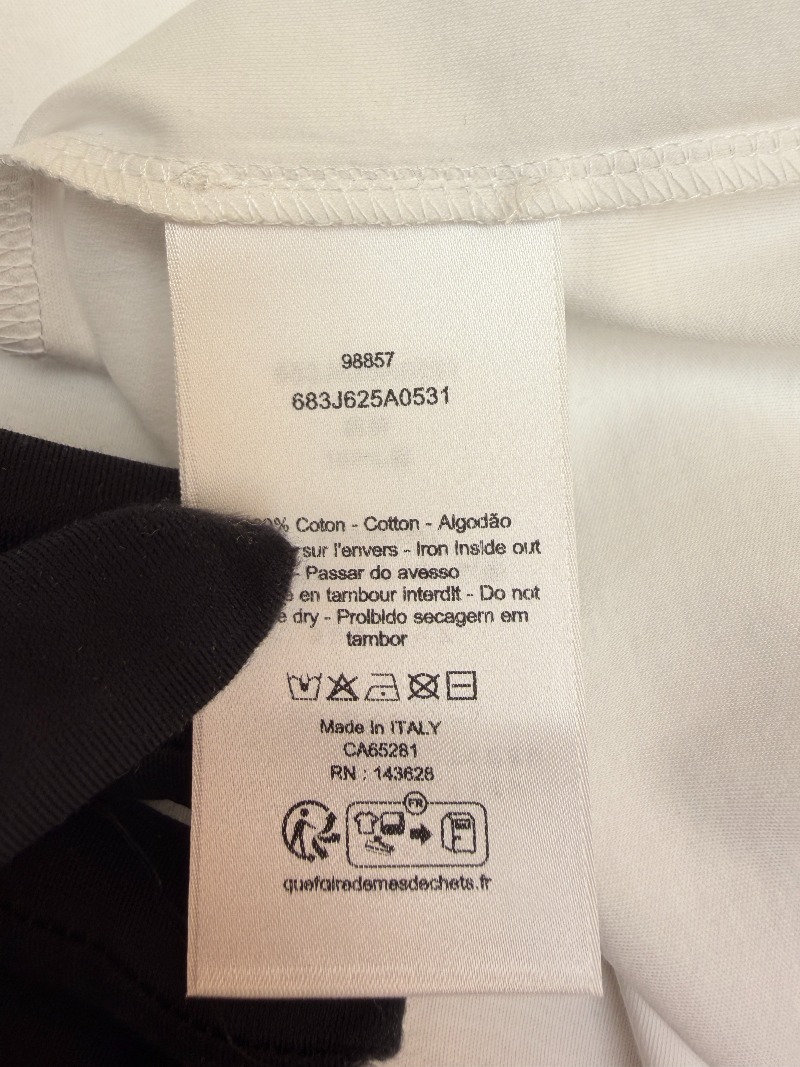 98857
683J625A0531
% Coton - Cotton - Algodão
sur l'envers - Iron Inside out
- Passar do avesso
en tambour interdit - Do not
dry - Proibido secagem em
tambor
Made In ITALY
CA65281
RN : 143628
FR
quefairedemesdechets.fr